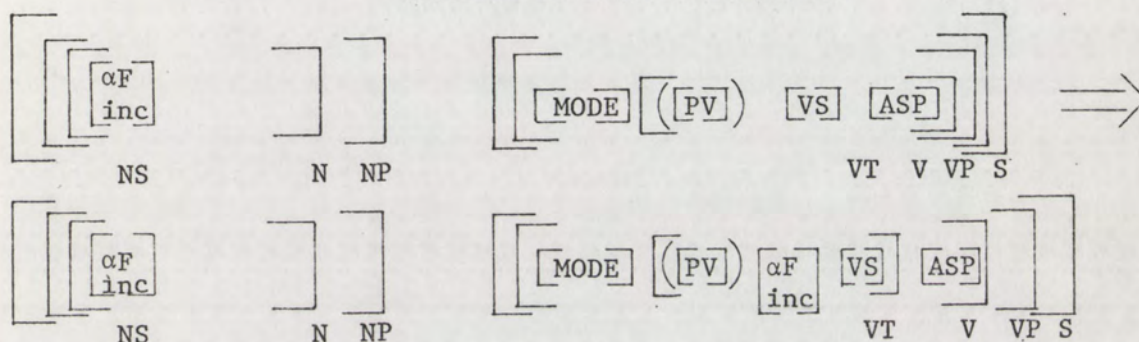 αF
inc MODE (PV) VS ASP ⟹
NS N NP VT V VP S
αF MODE (PV) αF VS ASP
inc inc
NS N NP VT V VP S